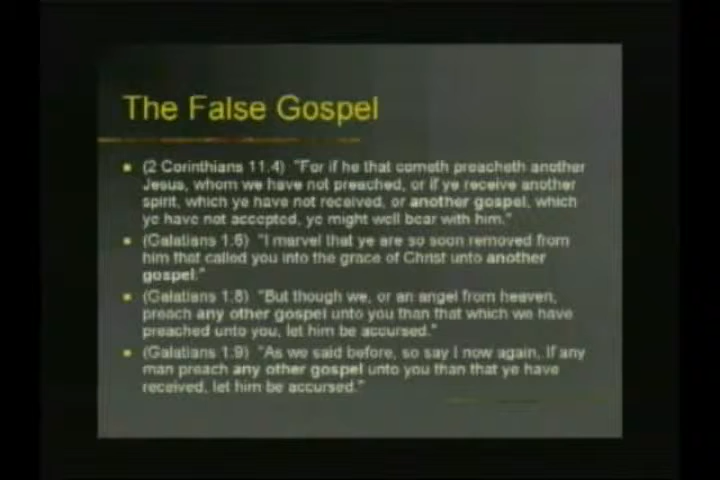 The False Gospel
(2 Corinthians 11.4) "For if he that cometh preacheth another
Jesus, whom we have not preached, or if ye receive another
spirit, which ye have not received, or another gospel, which
ye have not accepted, ye might well bear with him."
(Galatians 1.6) "I marvel that ye are so soon removed from
him that called you into the grace of Christ unto another
gospel."
(Galatians 1.8) "But though we, or an angel from heaven,
preach any other gospel unto you than that which we have
preached unto you, let him be accursed."
(Galatians 1.9) "As we said before, so say I now again, If any
man preach any other gospel unto you than that ye have
received, let him be accursed."